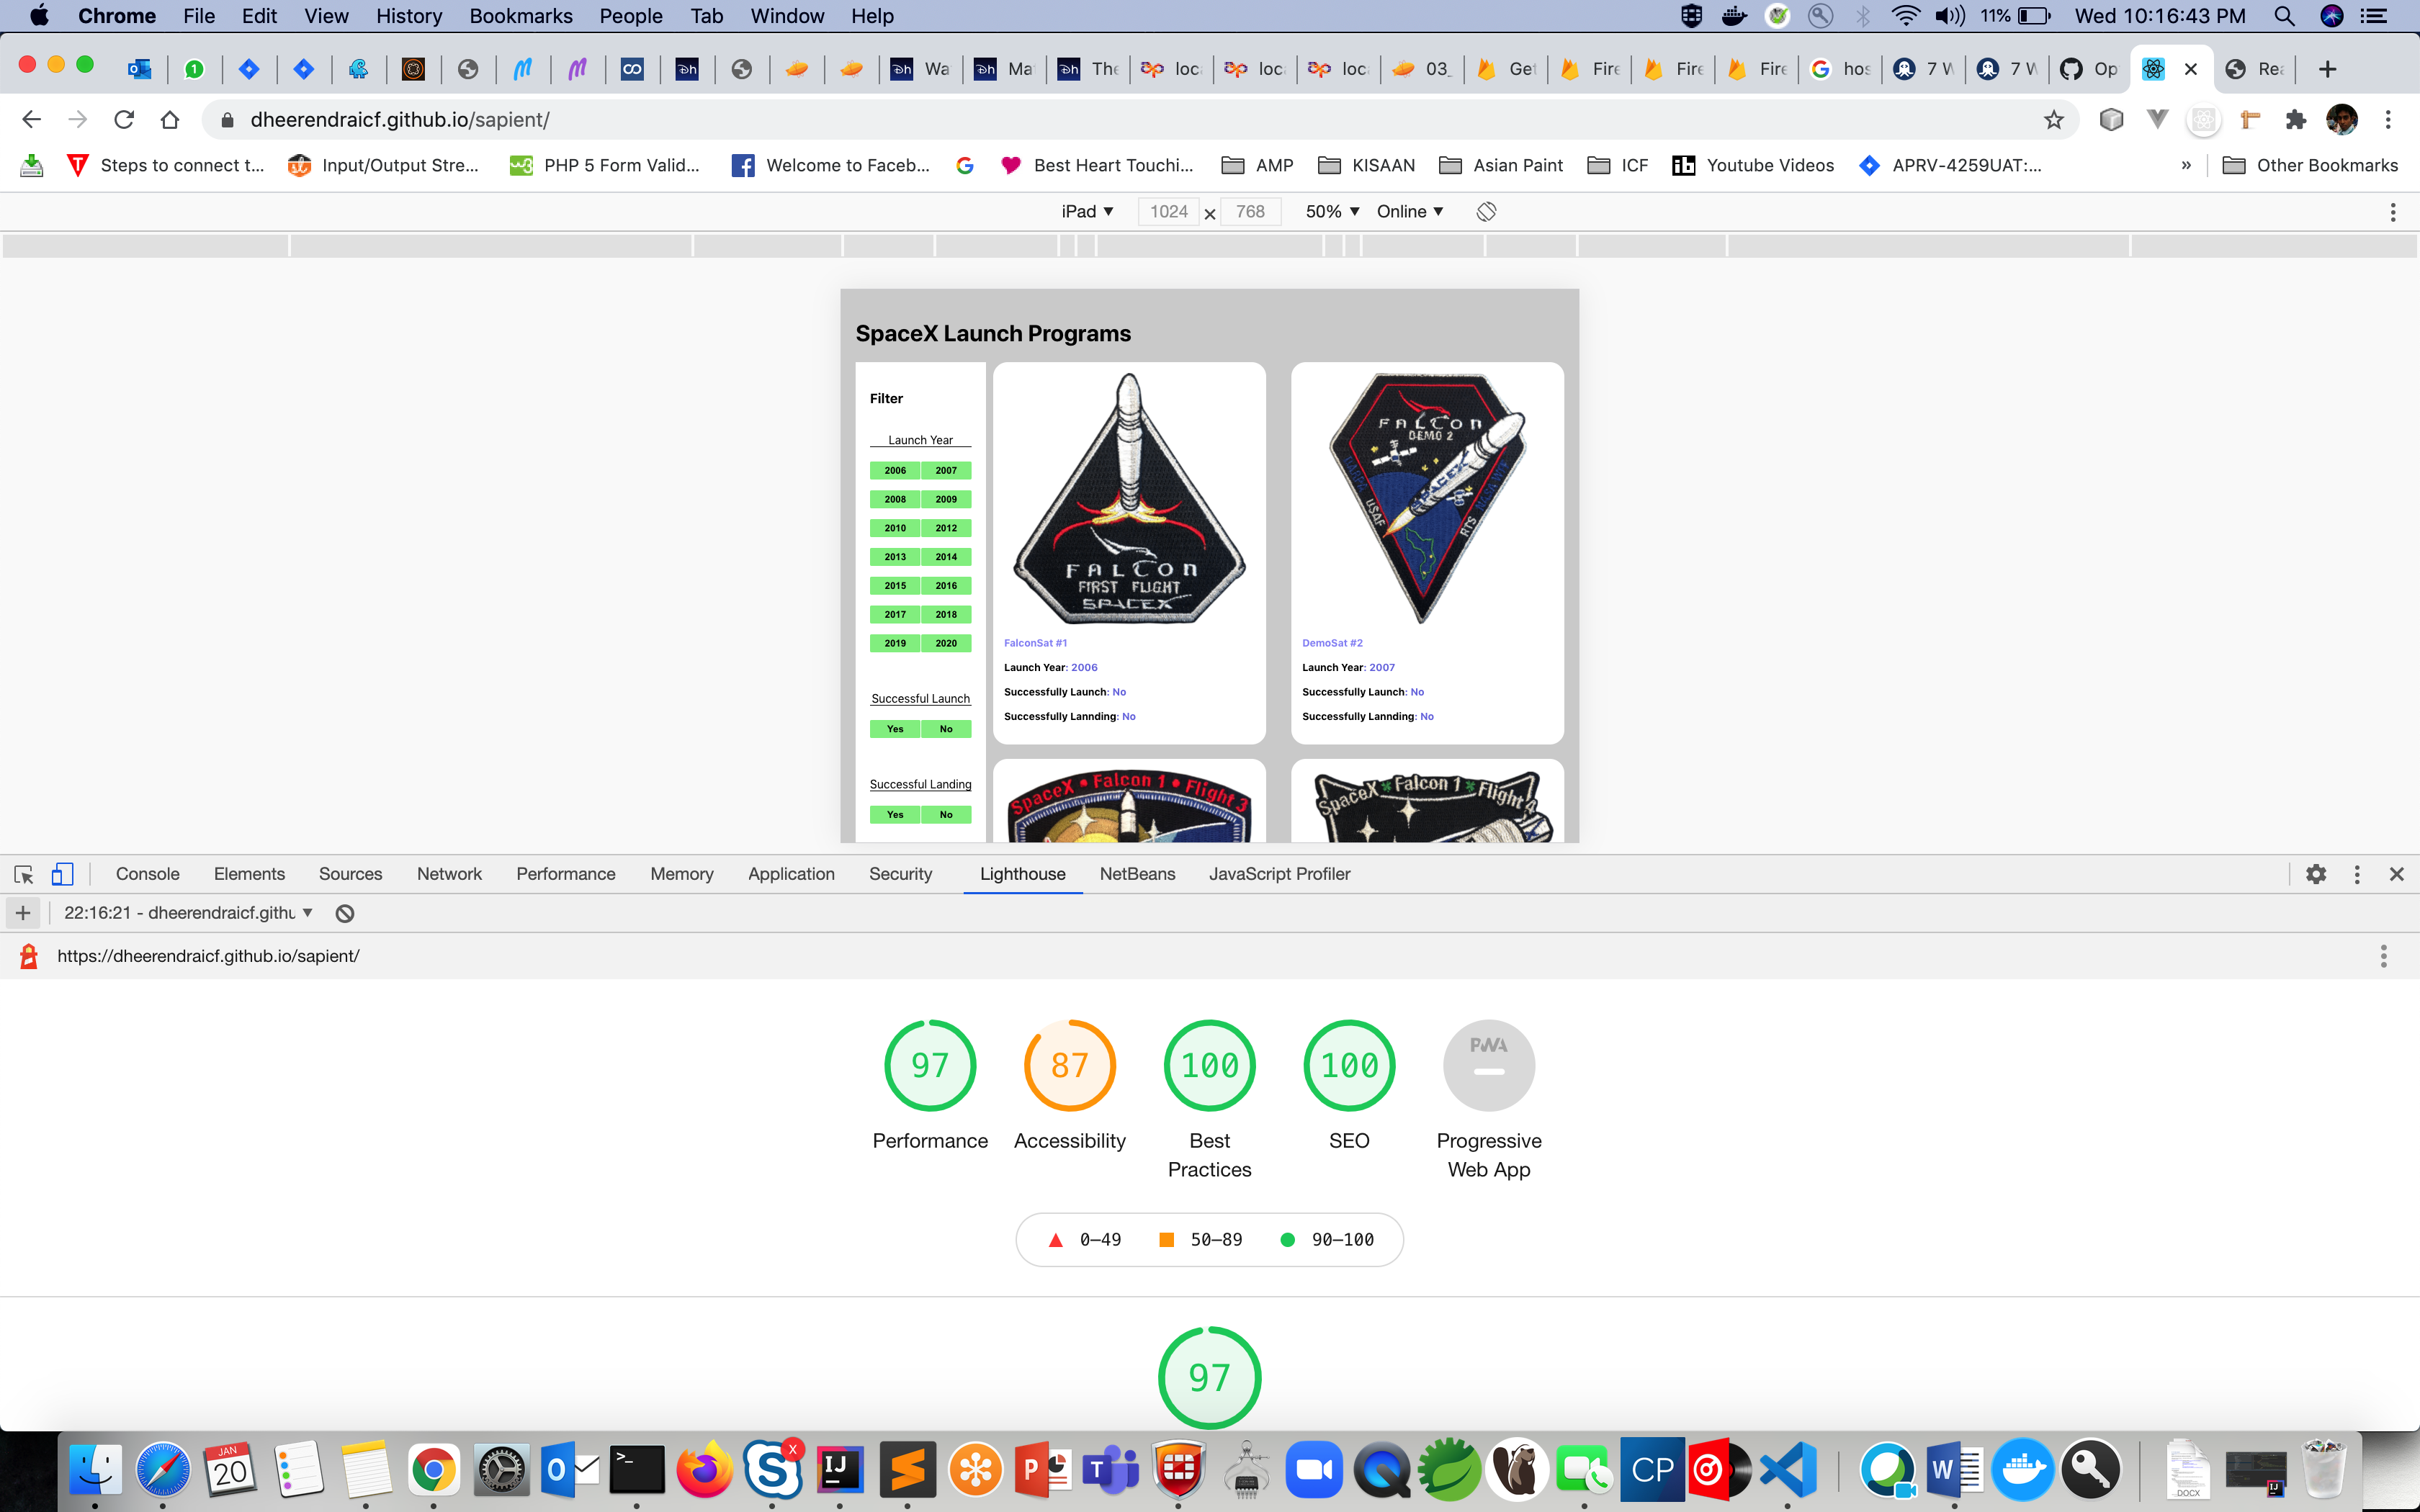 Chrome File Edit View History Bookmarks People Tab Window Help 11% Wed 10:16:43 PM
1 Wa Ma The loc loc loc 03_ Get Fire Fire Fire hos 7 W 7 W Op Rea
dheerendraicf.github.io/sapient/
Steps to connect t... Input/Output Stre... PHP 5 Form Valid... Welcome to Faceb... Best Heart Touchi... AMP KISAAN Asian Paint ICF Youtube Videos APRV-4259UAT:... » Other Bookmarks
iPad 1024 × 768 50% Online
SpaceX Launch Programs
Filter
Launch Year
2006 2007
2008 2009
2010 2012
2013 2014
2015 2016
2017 2018
2019 2020
Successful Launch
Yes No
Successful Landing
Yes No
FALCON
FIRST FLIGHT
SPACEX
FalconSat #1
Launch Year: 2006
Successfully Launch: No
Successfully Lannding: No
FALCON
DEMO 2
SPACEX
USAF
RTS
DemoSat #2
Launch Year: 2007
Successfully Launch: No
Successfully Lannding: No
SpaceX • Falcon 1 • Flight 3
SpaceX Falcon 1 Flight 4
Console Elements Sources Network Performance Memory Application Security Lighthouse NetBeans JavaScript Profiler
22:16:21 - dheerendraicf.githu
https://dheerendraicf.github.io/sapient/
97 87 100 100 PWA
Performance Accessibility Best Practices SEO Progressive Web App
0–49 50–89 90–100
97
JAN
20
CP
DOCX